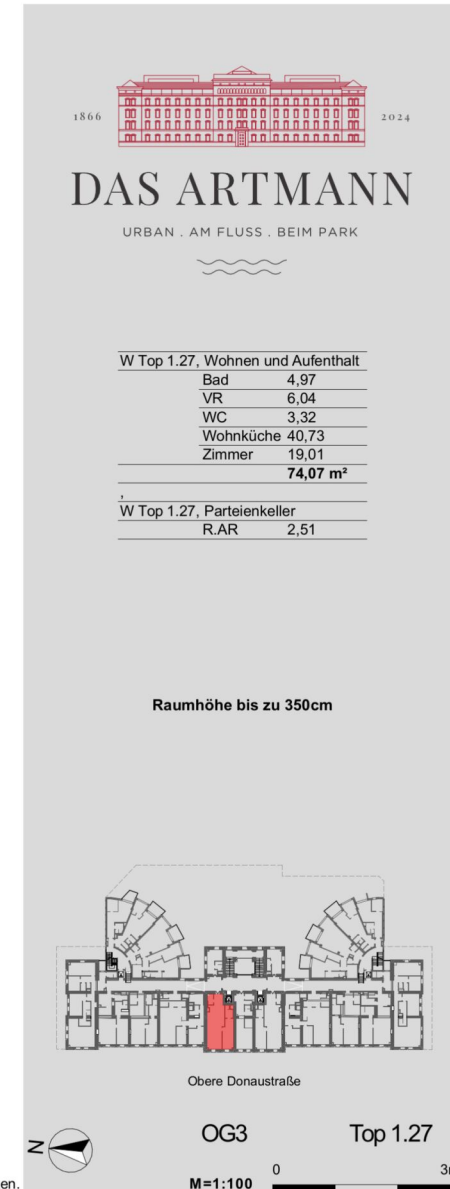 1866 2024
DAS ARTMANN
URBAN . AM FLUSS . BEIM PARK
W Top 1.27, Wohnen und Aufenthalt
Bad 4,97
VR 6,04
WC 3,32
Wohnküche 40,73
Zimmer 19,01
74,07 m²
,
W Top 1.27, Parteienkeller
R.AR 2,51
Raumhöhe bis zu 350cm
Obere Donaustraße
OG3 Top 1.27
N
0 3m
en. M=1:100